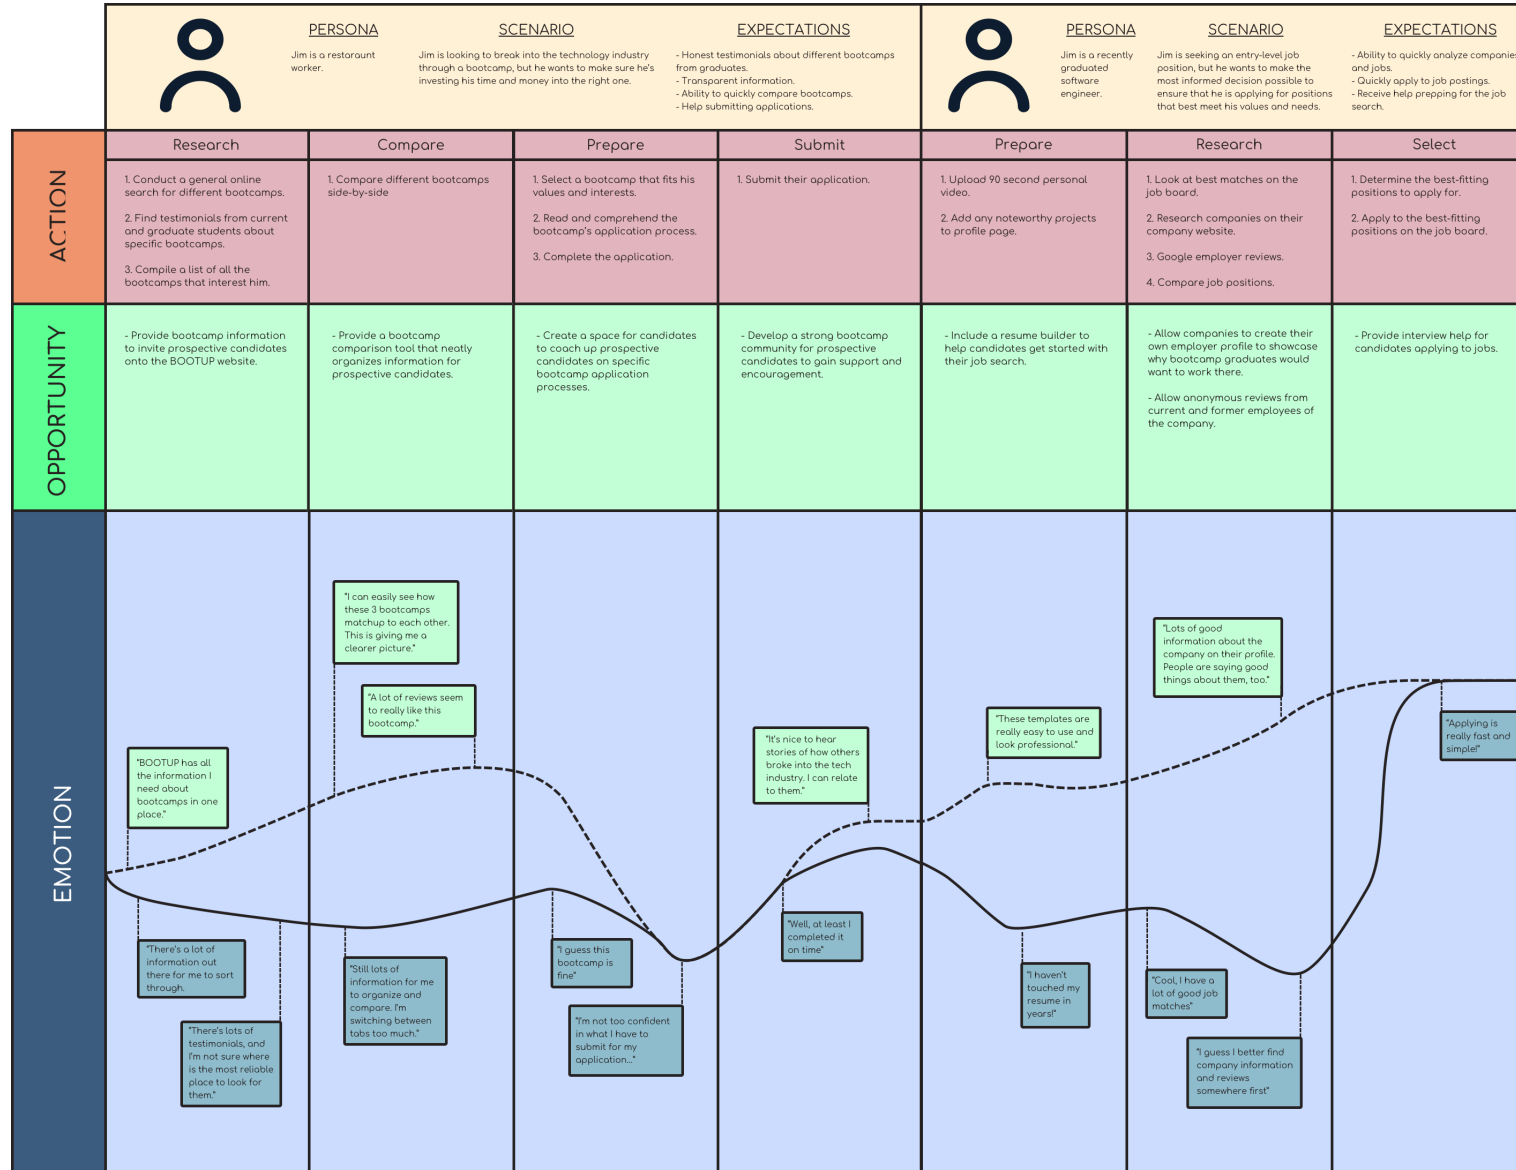 PERSONA
Jim is a restaraunt
worker.
SCENARIO
Jim is looking to break into the technology industry
through a bootcamp, but he wants to make sure he's
investing his time and money into the right one.
EXPECTATIONS
- Honest testimonials about different bootcamps
from graduates.
- Transparent information.
- Ability to quickly compare bootcamps.
- Help submitting applications.
PERSONA
Jim is a recently
graduated
software
engineer.
SCENARIO
Jim is seeking an entry-level job
position, but he wants to make the
most informed decision possible to
ensure that he is applying for positions
that best meet his values and needs.
EXPECTATIONS
- Ability to quickly analyze companies
and jobs.
- Quickly apply to job postings.
- Receive help prepping for the job
search.
ACTION
Research
1. Conduct a general online
search for different bootcamps.
2. Find testimonials from current
and graduate students about
specific bootcamps.
3. Compile a list of all the
bootcamps that interest him.
Compare
1. Compare different bootcamps
side-by-side
Prepare
1. Select a bootcamp that fits his
values and interests.
2. Read and comprehend the
bootcamp's application process.
3. Complete the application.
Submit
1. Submit their application.
Prepare
1. Upload 90 second personal
video.
2. Add any noteworthy projects
to profile page.
Research
1. Look at best matches on the
job board.
2. Research companies on their
company website.
3. Google employer reviews.
4. Compare job positions.
Select
1. Determine the best-fitting
positions to apply for.
2. Apply to the best-fitting
positions on the job board.
OPPORTUNITY
- Provide bootcamp information
to invite prospective candidates
onto the BOOTUP website.
- Provide a bootcamp
comparison tool that neatly
organizes information for
prospective candidates.
- Create a space for candidates
to coach up prospective
candidates on specific
bootcamp application
processes.
- Develop a strong bootcamp
community for prospective
candidates to gain support and
encouragement.
- Include a resume builder to
help candidates get started with
their job search.
- Allow companies to create their
own employer profile to showcase
why bootcamp graduates would
want to work there.
- Allow anonymous reviews from
current and former employees of
the company.
- Provide interview help for
candidates applying to jobs.
EMOTION
"BOOTUP has all
the information I
need about
bootcamps in one
place."
"There's a lot of
information out
there for me to sort
through.
"There's lots of
testimonials, and
I'm not sure where
is the most reliable
place to look for
them."
"I can easily see how
these 3 bootcamps
matchup to each other.
This is giving me a
clearer picture."
"A lot of reviews seem
to really like this
bootcamp."
"Still lots of
information for me
to organize and
compare. I'm
switching between
tabs too much."
"I guess this
bootcamp is
fine"
"I'm not too confident
in what I have to
submit for my
application..."
"It's nice to hear
stories of how others
broke into the tech
industry. I can relate
to them."
"Well, at least I
completed it
on time"
"These templates are
really easy to use and
look professional."
"I haven't
touched my
resume in
years!"
"Lots of good
information about the
company on their profile.
People are saying good
things about them, too."
"Cool, I have a
lot of good job
matches"
"I guess I better find
company information
and reviews
somewhere first"
"Applying is
really fast and
simple!"